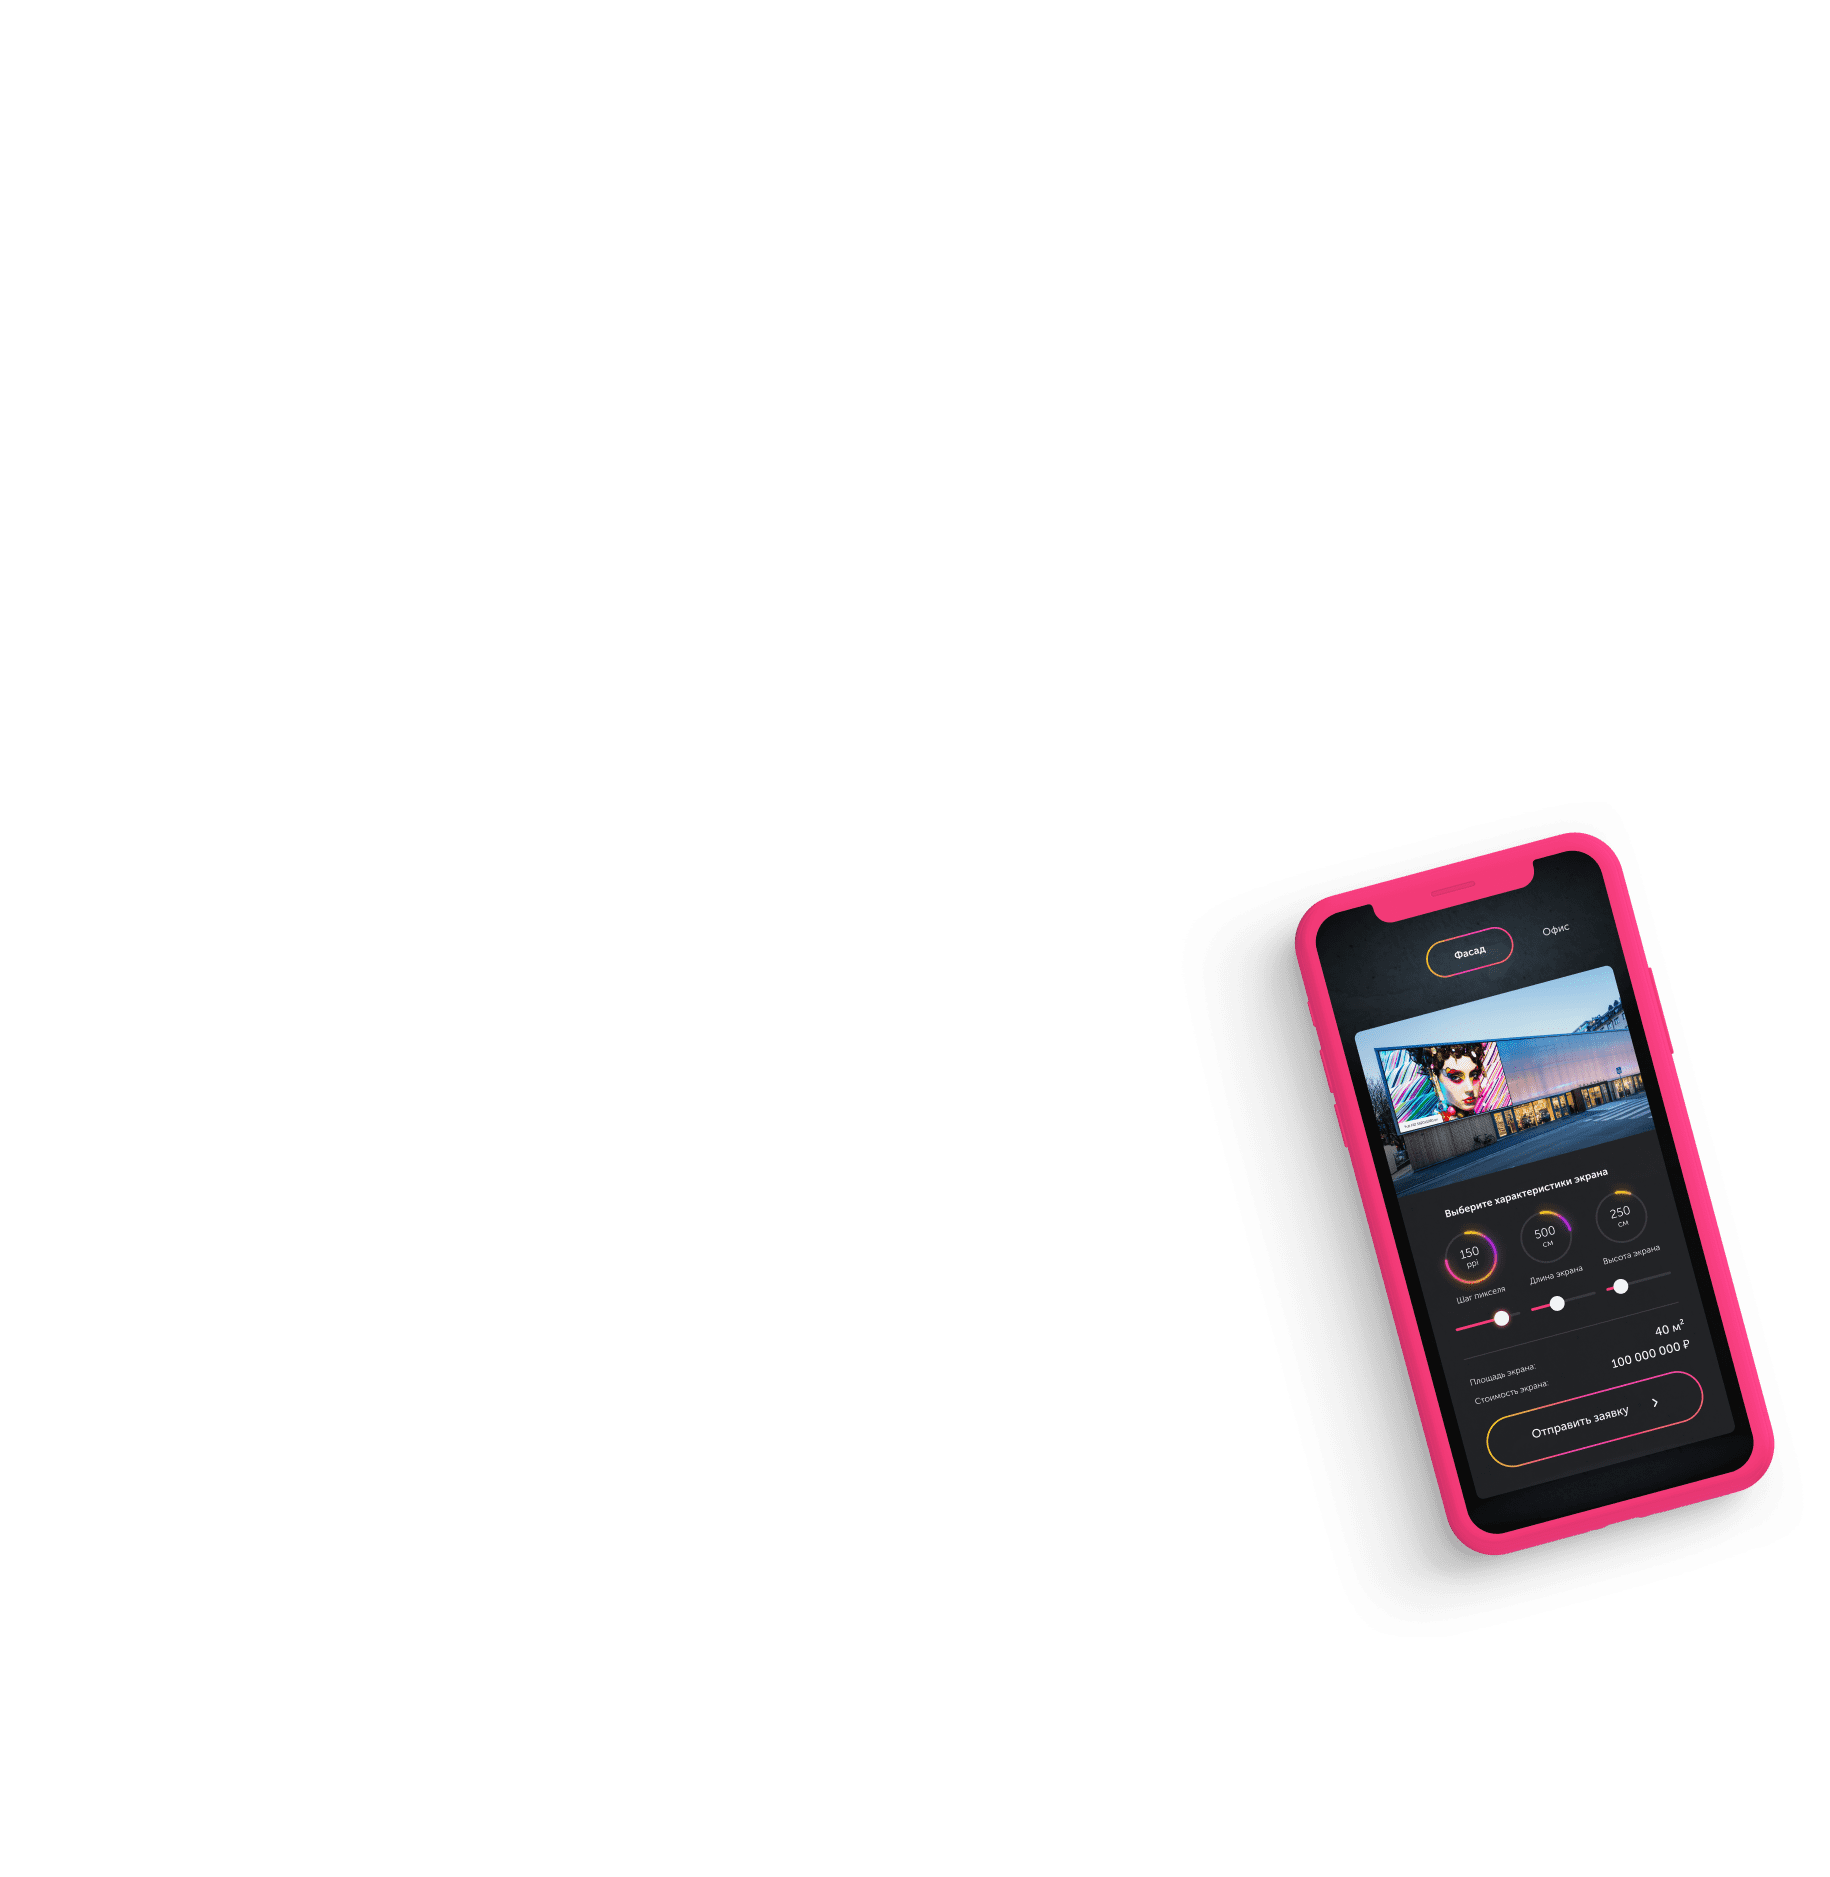 Фасад
Офис
Выберите характеристики экрана
150
ppi
500
см
250
см
Шаг пикселя
Длина экрана
Высота экрана
Площадь экрана:
40 м²
Стоимость экрана:
100 000 000 ₽
Отправить заявку